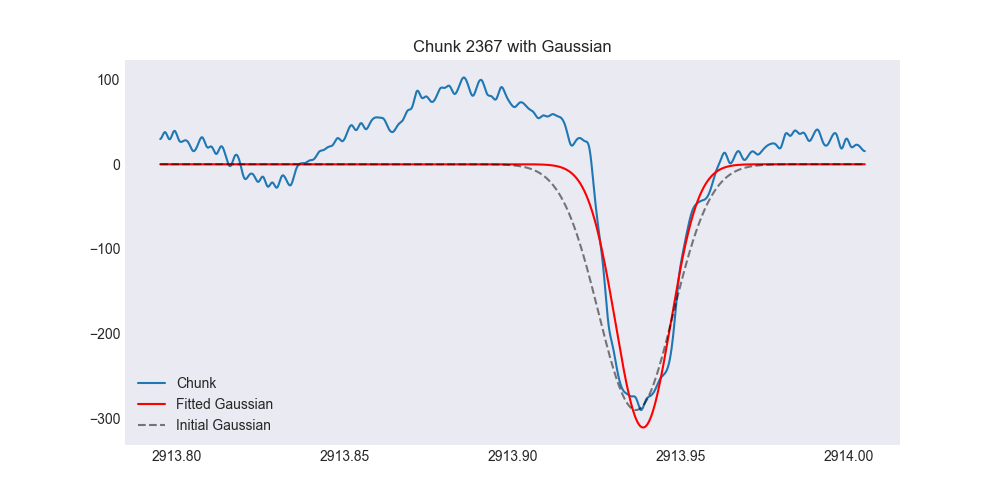 Chunk 2367 with Gaussian
100
0
−100
−200
−300
Chunk
Fitted Gaussian
Initial Gaussian
2913.80 2913.85 2913.90 2913.95 2914.00